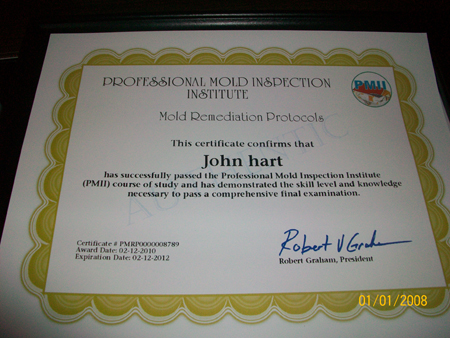 PROFESSIONAL MOLD INSPECTION
INSTITUTE
PMII
Mold Remediation Protocols
This certificate confirms that
John hart
has successfully passed the Professional Mold Inspection Institute
(PMII) course of study and has demonstrated the skill level and knowledge
necessary to pass a comprehensive final examination.
AUTHENTIC
Certificate # PMRP0000008789
Award Date: 02-12-2010
Expiration Date: 02-12-2012
Robert V Graham
Robert Graham, President
01/01/2008